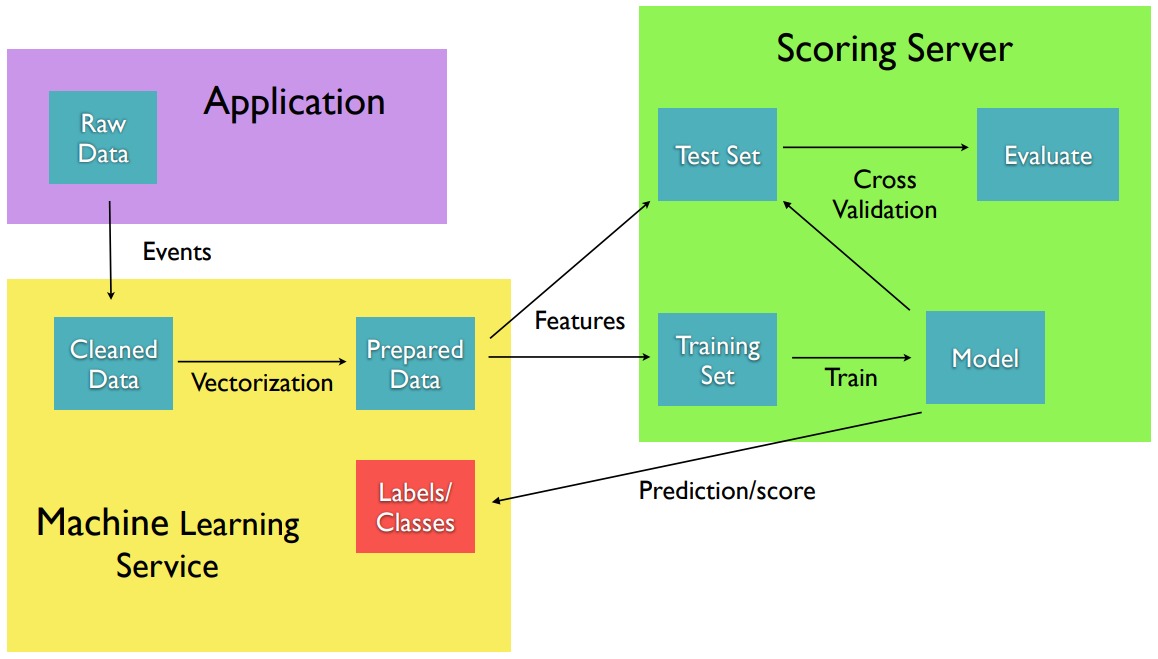 Application
Raw
Data
Events
Cleaned
Data
Vectorization
Prepared
Data
Labels/
Classes
Machine Learning
Service
Features
Scoring Server
Test Set
Cross
Validation
Evaluate
Training
Set
Train
Model
Prediction/score